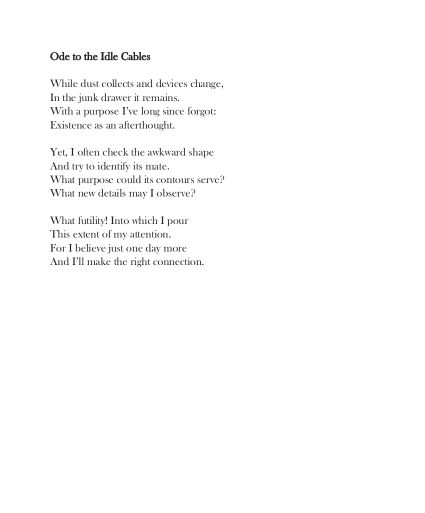 Ode to the Idle Cables
While dust collects and devices change,
In the junk drawer it remains.
With a purpose I've long since forgot:
Existence as an afterthought.
Yet, I often check the awkward shape
And try to identify its mate.
What purpose could its contours serve?
What new details may I observe?
What futility! Into which I pour
This extent of my attention.
For I believe just one day more
And I'll make the right connection.